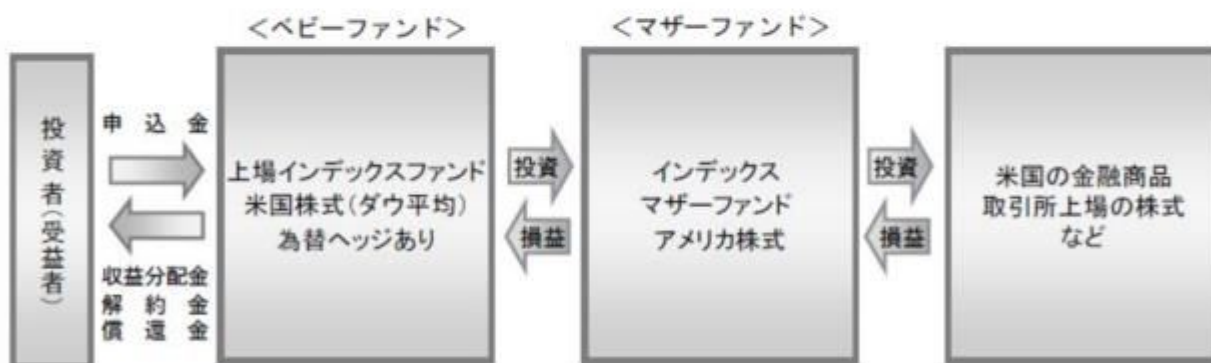 ＜ベビーファンド＞
＜マザーファンド＞
投資者（受益者）
申込金
収益分配金
解約金
償還金
上場インデックスファンド
米国株式（ダウ平均）
為替ヘッジあり
投資
損益
インデックス
マザーファンド
アメリカ株式
投資
損益
米国の金融商品
取引所上場の株式
など